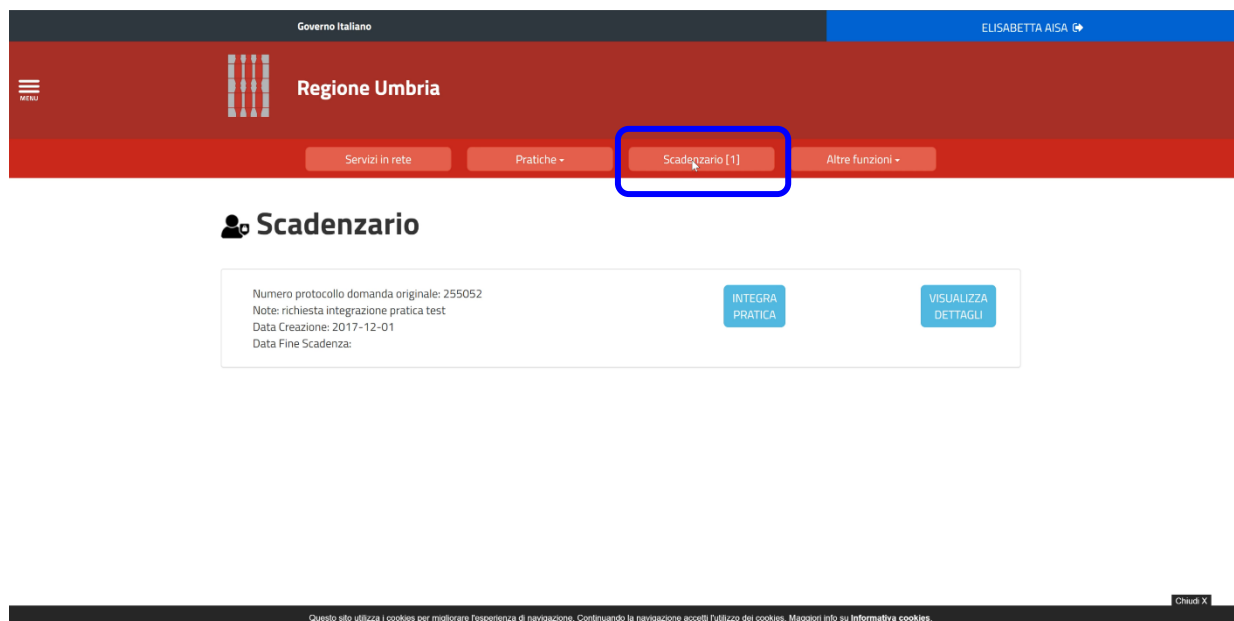 Governo Italiano
ELISABETTA AISA
MENU
Regione Umbria
Servizi in rete
Pratiche
Scadenzario [1]
Altre funzioni
Scadenzario
Numero protocollo domanda originale: 255052
Note: richiesta integrazione pratica test
Data Creazione: 2017-12-01
Data Fine Scadenza:
INTEGRA
PRATICA
VISUALIZZA
DETTAGLI
Chiudi X
Questo sito utilizza i cookies per migliorare l'esperienza di navigazione. Continuando la navigazione accetti l'utilizzo dei cookies. Maggiori info su Informativa cookies.